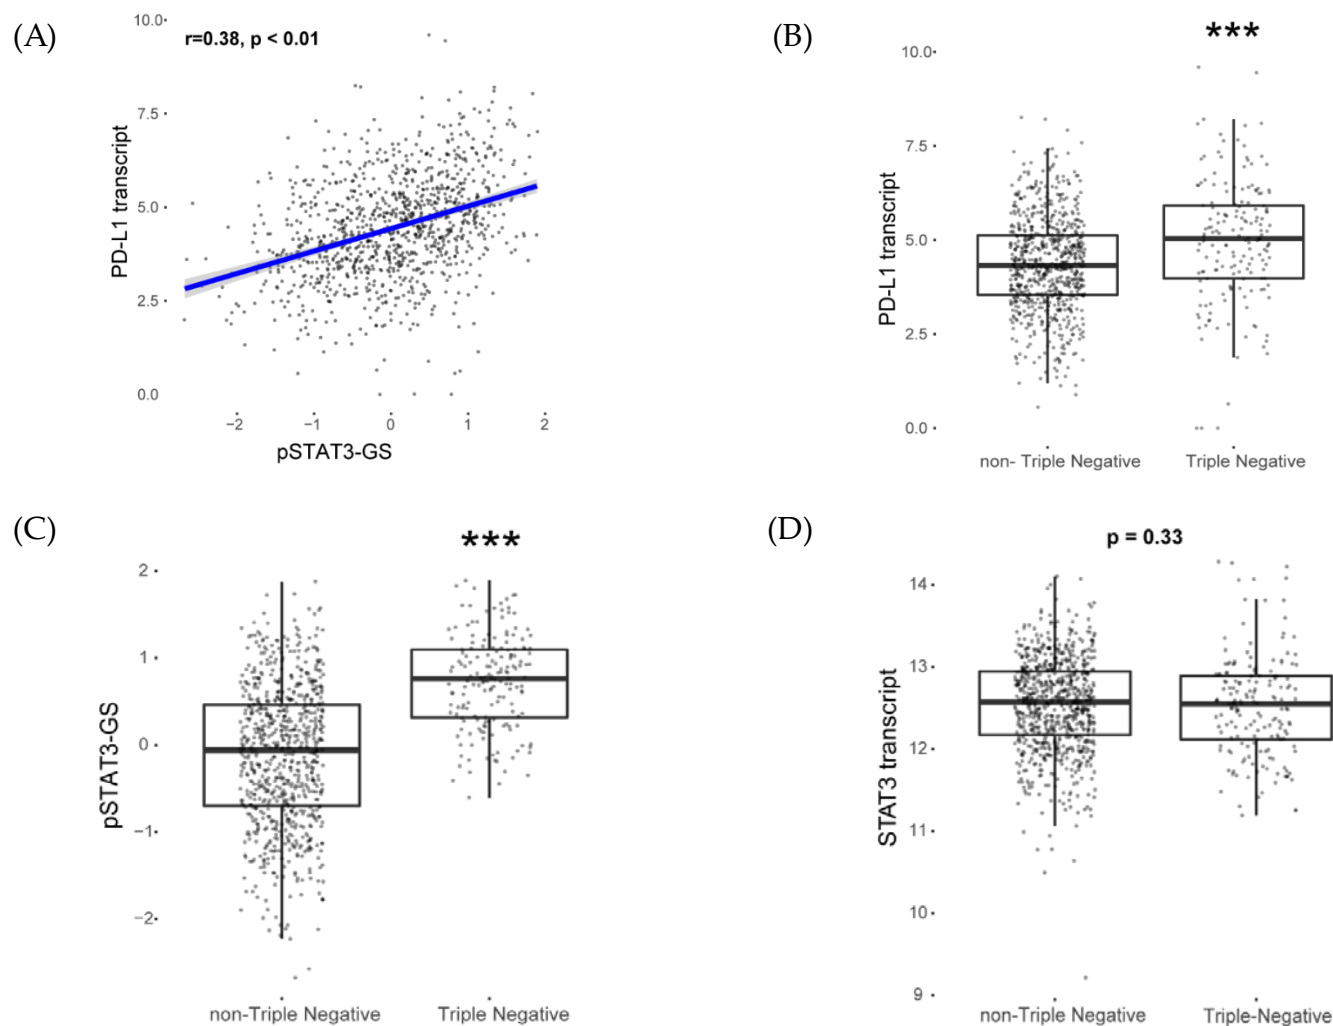 (A)
r=0.38, p < 0.01
PD-L1 transcript
10.0
7.5
5.0
2.5
0.0
−2
−1
0
1
2
pSTAT3-GS
(B)
***
PD-L1 transcript
10.0
7.5
5.0
2.5
0.0
non- Triple Negative
Triple Negative
(C)
***
pSTAT3-GS
2
1
0
−1
−2
non-Triple Negative
Triple Negative
(D)
p = 0.33
STAT3 transcript
14
13
12
11
10
9
non-Triple Negative
Triple-Negative